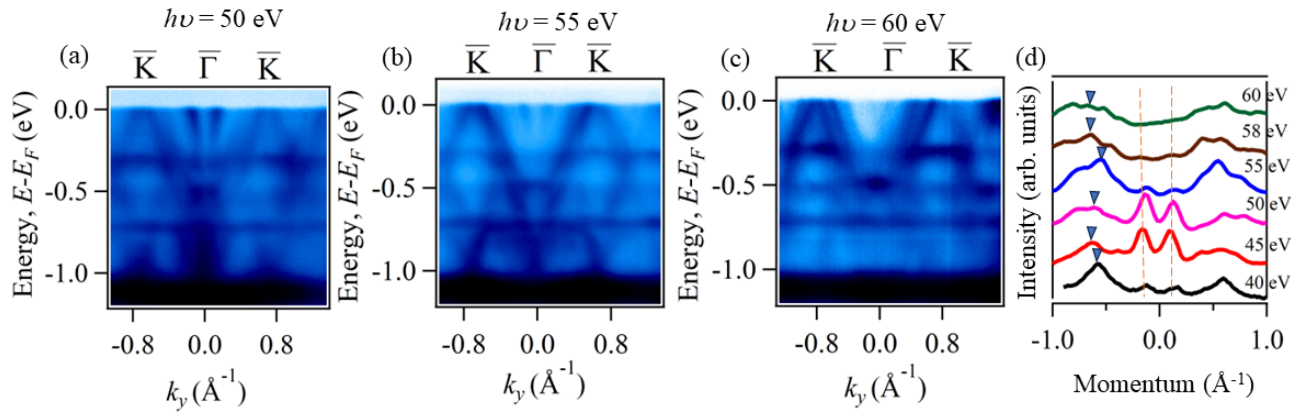 hυ = 50 eV
hυ = 55 eV
hυ = 60 eV
(a)
K̅ Γ̅ K̅
(b)
K̅ Γ̅ K̅
(c)
K̅ Γ̅ K̅
(d)
Energy, E-E_F (eV)
0.0
-0.5
-1.0
-0.8 0.0 0.8
k_y (Å⁻¹)
Energy, E-E_F (eV)
0.0
-0.5
-1.0
-0.8 0.0 0.8
k_y (Å⁻¹)
Energy, E-E_F (eV)
0.0
-0.5
-1.0
-0.8 0.0 0.8
k_y (Å⁻¹)
Intensity (arb. units)
60 eV
58 eV
55 eV
50 eV
45 eV
40 eV
-1.0 0.0 1.0
Momentum (Å⁻¹)